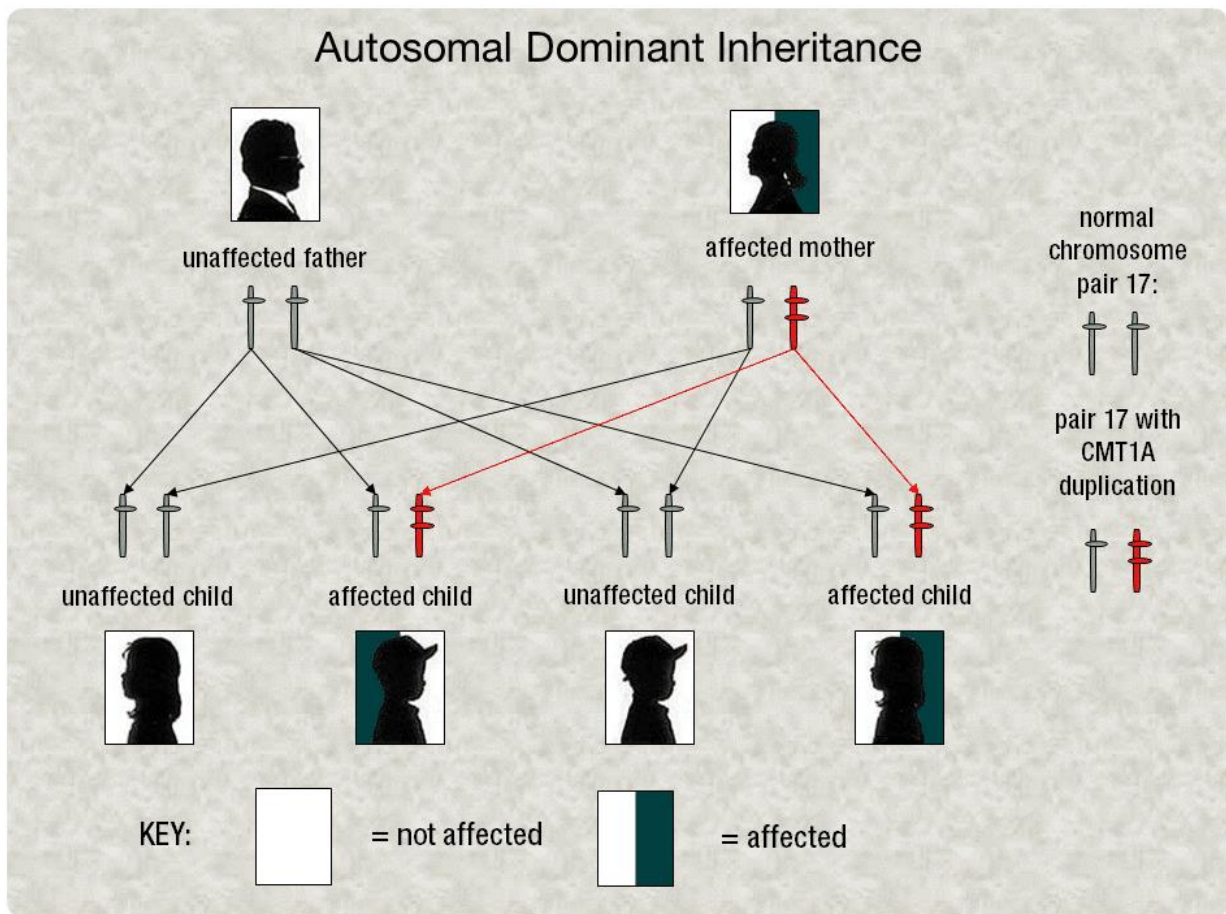 Autosomal Dominant Inheritance
unaffected father
affected mother
normal
chromosome
pair 17:
pair 17 with
CMT1A
duplication
unaffected child
affected child
unaffected child
affected child
KEY:
= not affected
= affected